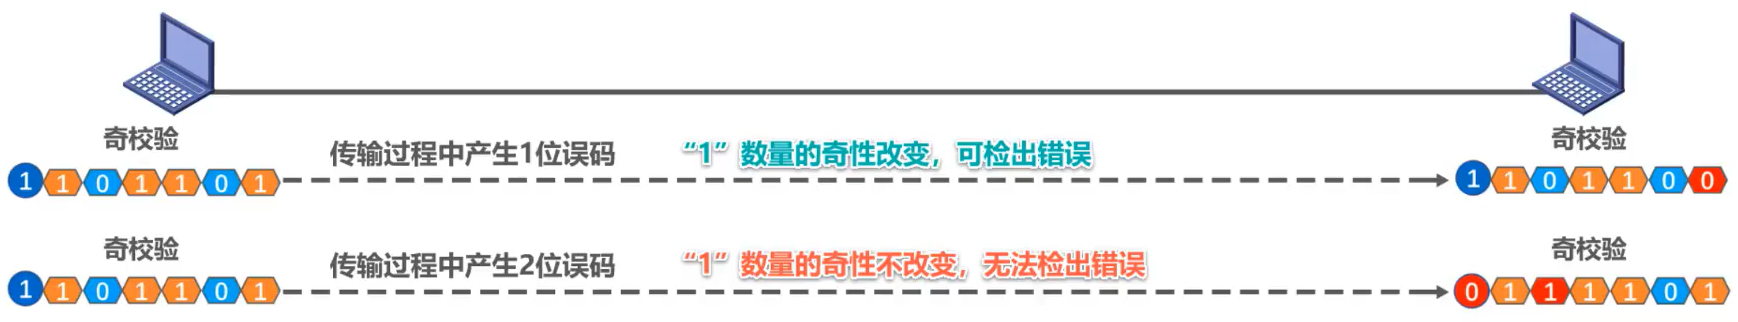 奇校验 奇校验
传输过程中产生1位误码 “1”数量的奇性改变，可检出错误
1 1 0 1 1 0 1 1 1 0 1 1 0 0
奇校验 奇校验
传输过程中产生2位误码 “1”数量的奇性不改变，无法检出错误
1 1 0 1 1 0 1 0 1 1 1 1 0 1